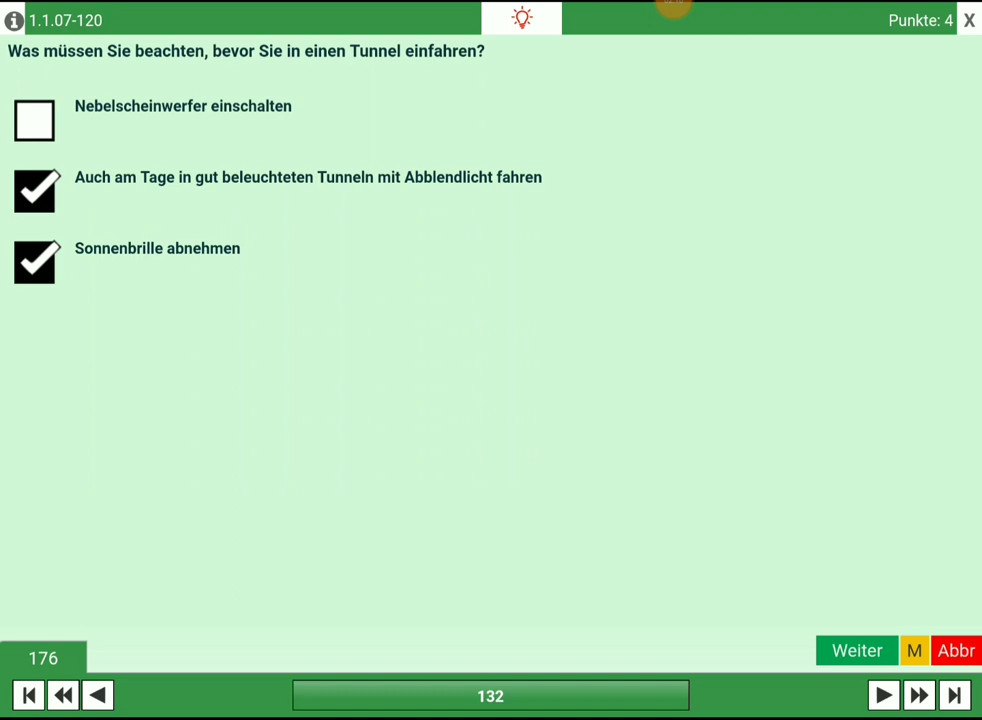 1.1.07-120
Punkte: 4 X
Was müssen Sie beachten, bevor Sie in einen Tunnel einfahren?
Nebelscheinwerfer einschalten
Auch am Tage in gut beleuchteten Tunneln mit Abblendlicht fahren
Sonnenbrille abnehmen
176
Weiter M Abbr
132